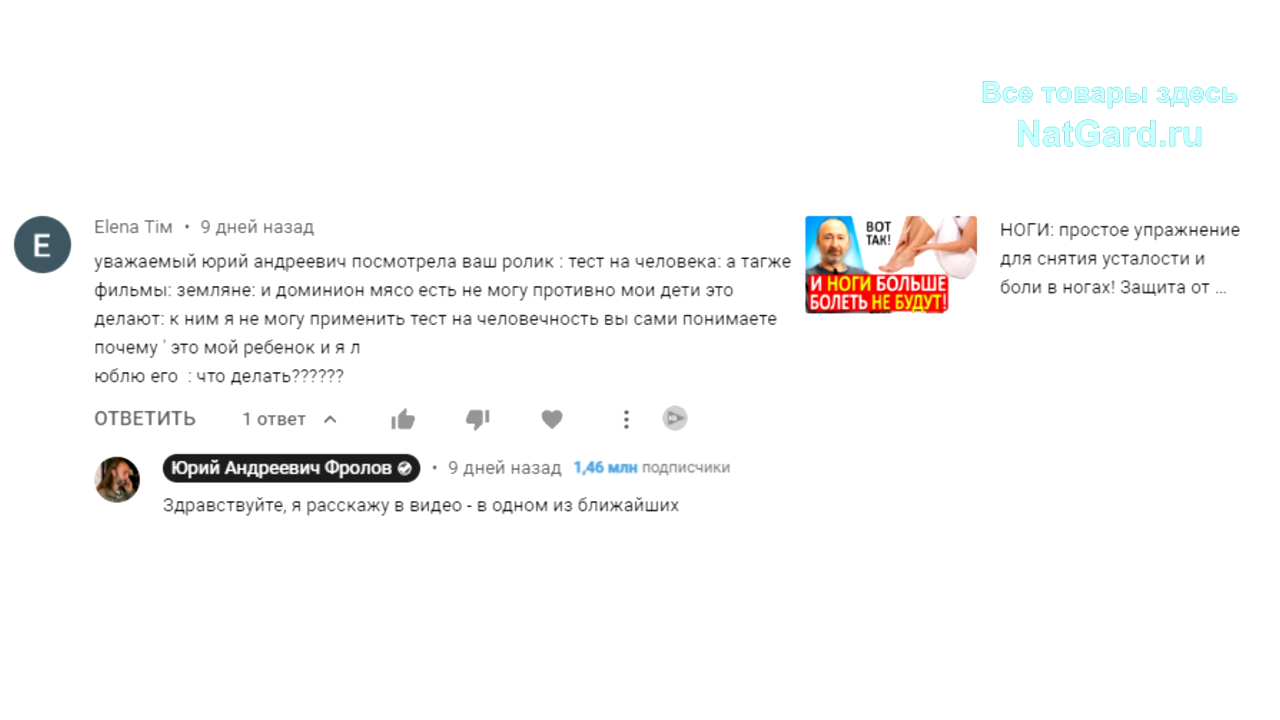 Все товары здесь
NatGard.ru
E
Elena Тім • 9 дней назад
уважаемый юрий андреевич посмотрела ваш ролик : тест на человека: а тагже
фильмы: земляне: и доминион мясо есть не могу противно мои дети это
делают: к ним я не могу применить тест на человечность вы сами понимаете
почему ' это мой ребенок и я л
юблю его : что делать??????
ОТВЕТИТЬ 1 ответ
Юрий Андреевич Фролов • 9 дней назад 1,46 млн подписчики
Здравствуйте, я расскажу в видео - в одном из ближайших
ВОТ
ТАК!
И НОГИ БОЛЬШЕ
БОЛЕТЬ НЕ БУДУТ!
НОГИ: простое упражнение
для снятия усталости и
боли в ногах! Защита от ...